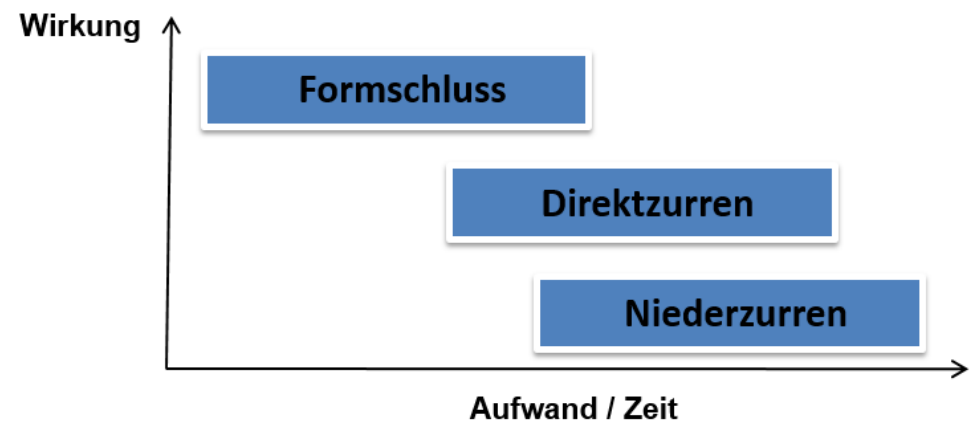 Wirkung
Formschluss
Direktzurren
Niederzurren
Aufwand / Zeit